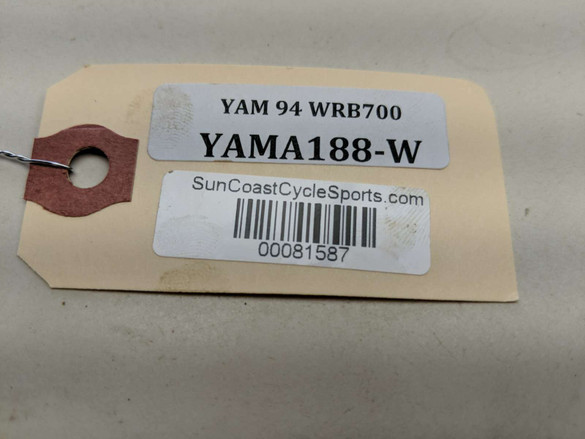 YAM 94 WRB700
YAMA188-W
SunCoastCycleSports.com
00081587